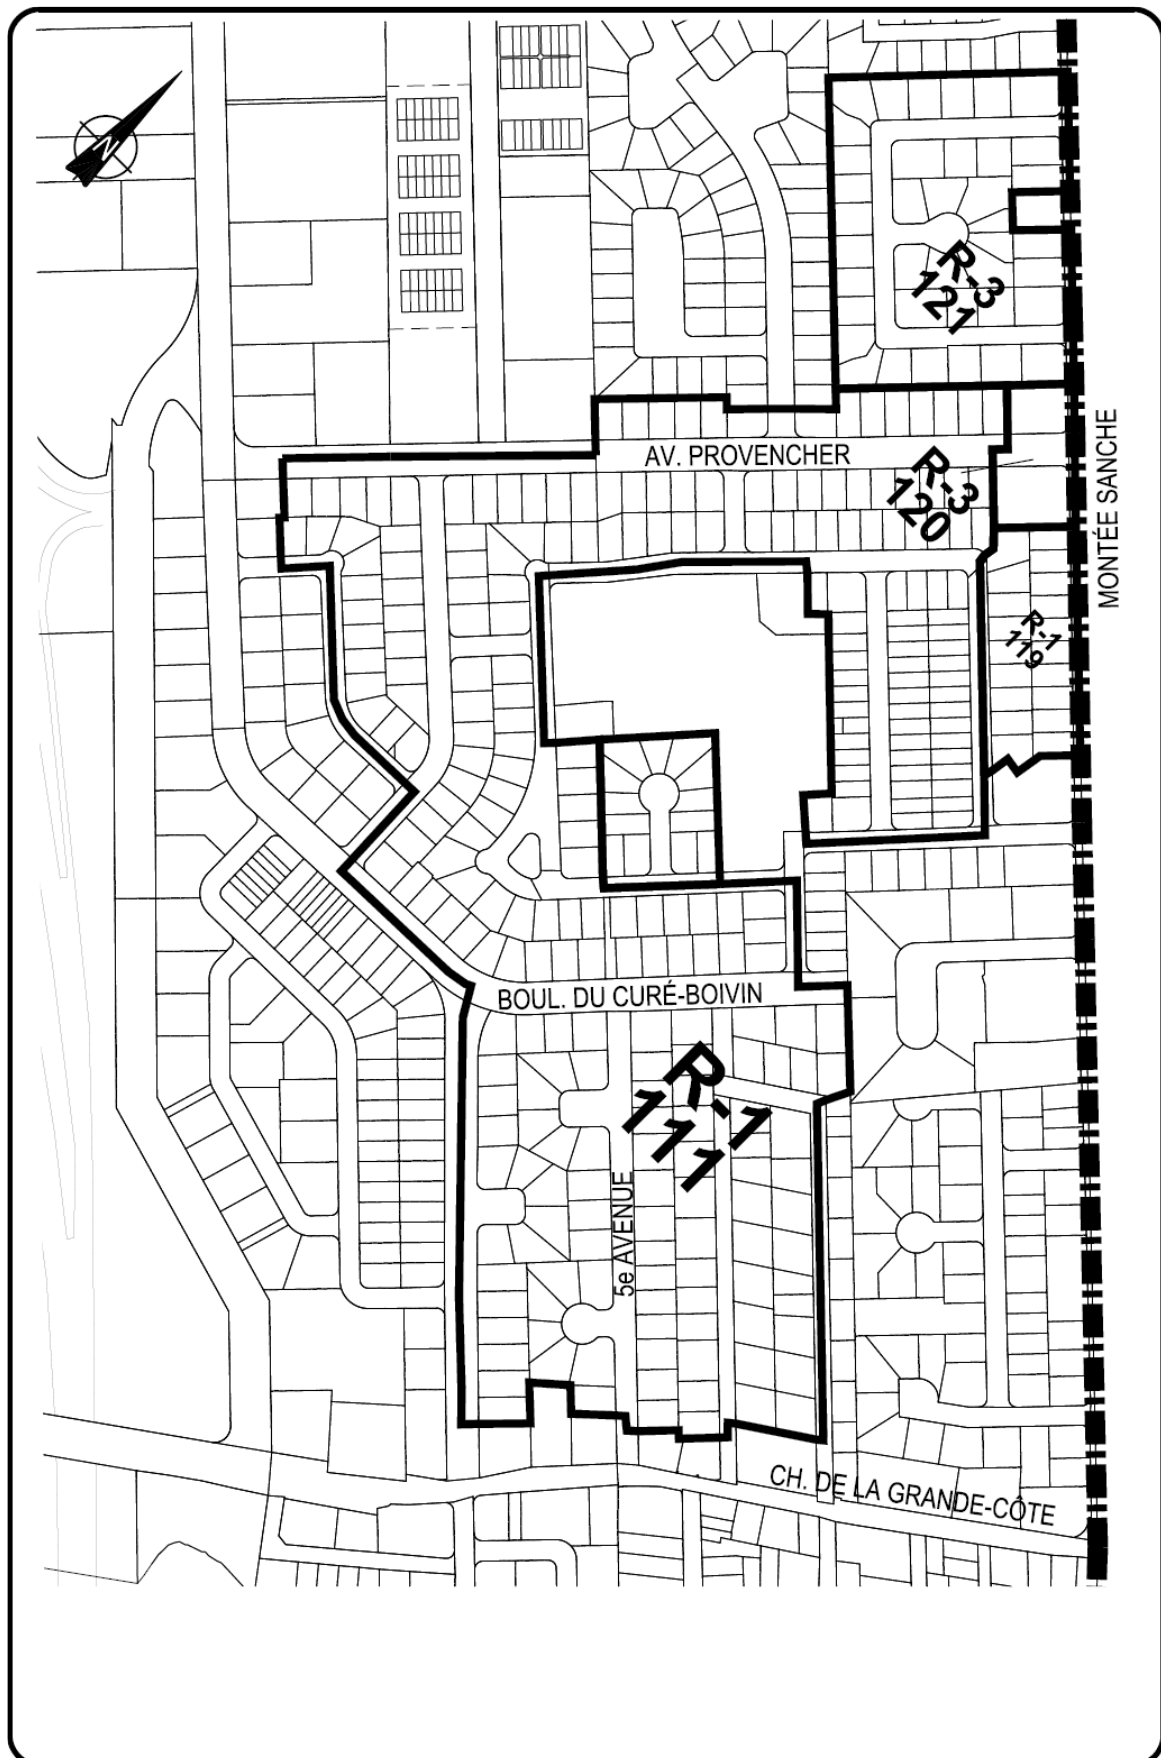 N
R-3
121
AV. PROVENCHER
R-3
120
MONTÉE SANCHE
R-1
119
BOUL. DU CURÉ-BOIVIN
R-1
111
5e AVENUE
CH. DE LA GRANDE-CÔTE